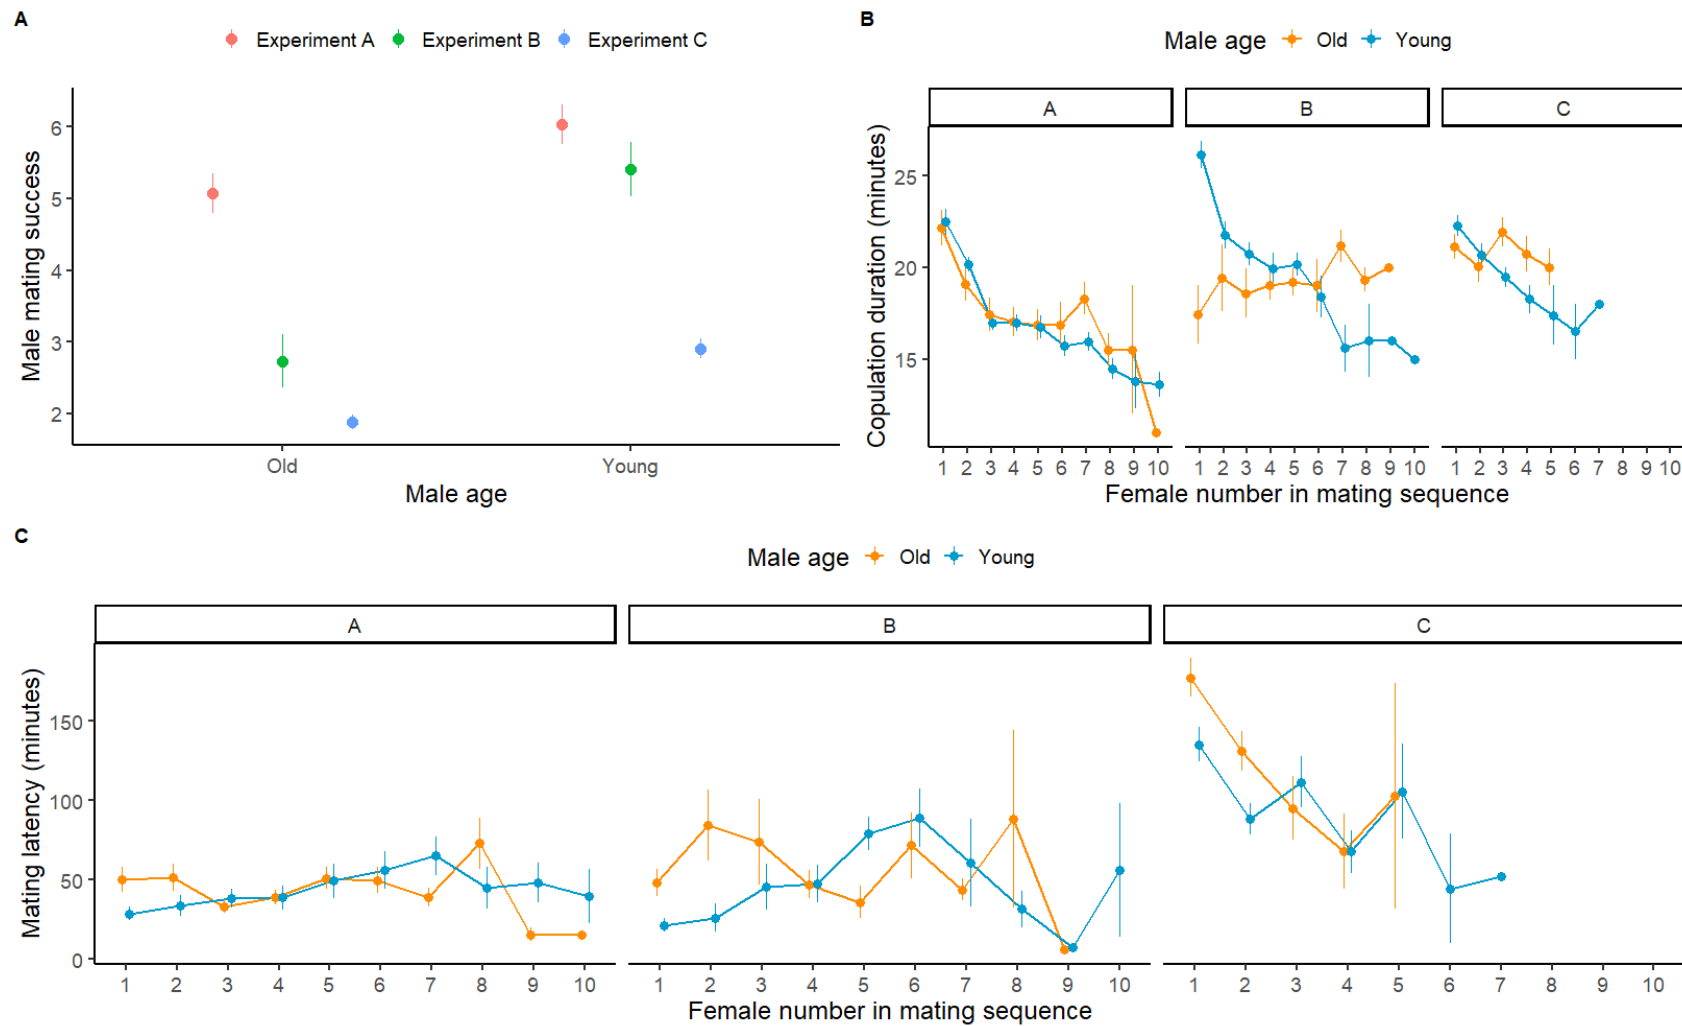 A
Experiment A Experiment B Experiment C
Male mating success
6
5
4
3
2
Old Young
Male age
B
Male age Old Young
A B C
Copulation duration (minutes)
25
20
15
1 2 3 4 5 6 7 8 9 10 1 2 3 4 5 6 7 8 9 10 1 2 3 4 5 6 7 8 9 10
Female number in mating sequence
C
Male age Old Young
A B C
Mating latency (minutes)
150
100
50
0
1 2 3 4 5 6 7 8 9 10 1 2 3 4 5 6 7 8 9 10 1 2 3 4 5 6 7 8 9 10
Female number in mating sequence